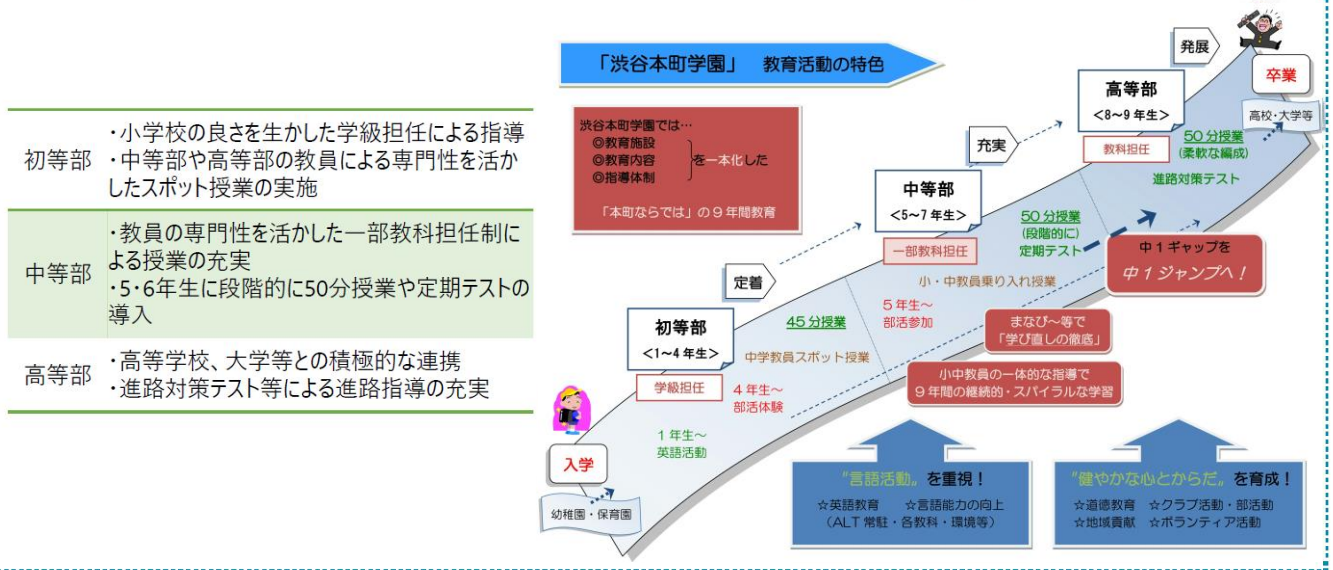 初等部
・小学校の良さを生かした学級担任による指導
・中等部や高等部の教員による専門性を活か
したスポット授業の実施
中等部
・教員の専門性を活かした一部教科担任制に
よる授業の充実
・5・6年生に段階的に50分授業や定期テストの
導入
高等部
・高等学校、大学等との積極的な連携
・進路対策テスト等による進路指導の充実
「渋谷本町学園」 教育活動の特色
渋谷本町学園では…
◎教育施設
◎教育内容
◎指導体制
を一本化した
「本町ならでは」の9年間教育
発展
卒業
高校・大学等
高等部
<8~9年生>
教科担任
50分授業
(柔軟な編成)
進路対策テスト
充実
中等部
<5~7年生>
一部教科担任
50分授業
(段階的に)
定期テスト
小・中教員乗り入れ授業
5年生~
部活参加
中1ギャップを
中1ジャンプへ!
定着
初等部
<1~4年生>
学級担任
45分授業
中学教員スポット授業
4年生~
部活体験
1年生~
英語活動
まなび~等で
「学び直しの徹底」
小中教員の一体的な指導で
9年間の継続的・スパイラルな学習
入学
幼稚園・保育園
"言語活動〟を重視!
☆英語教育 ☆言語能力の向上
(ALT常駐・各教科・環境等)
"健やかな心とからだ〟を育成!
☆道徳教育 ☆クラブ活動・部活動
☆地域貢献 ☆ボランティア活動